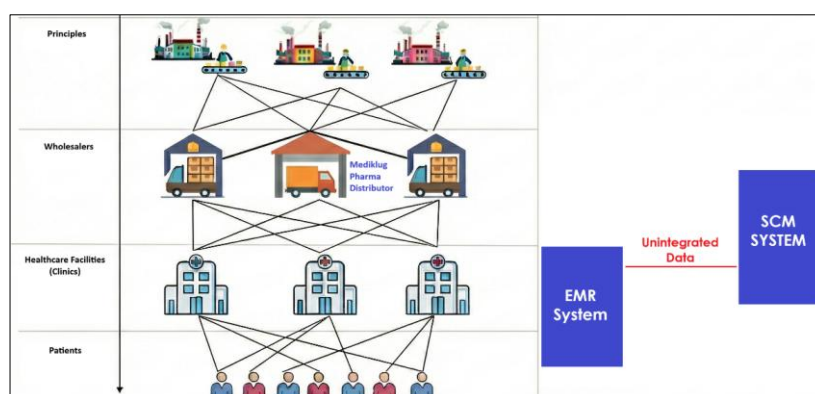 Principles
Wholesalers
Mediklug
Pharma
Distributor
Healthcare Facilities
(Clinics)
Patients
EMR
System
Unintegrated
Data
SCM
SYSTEM